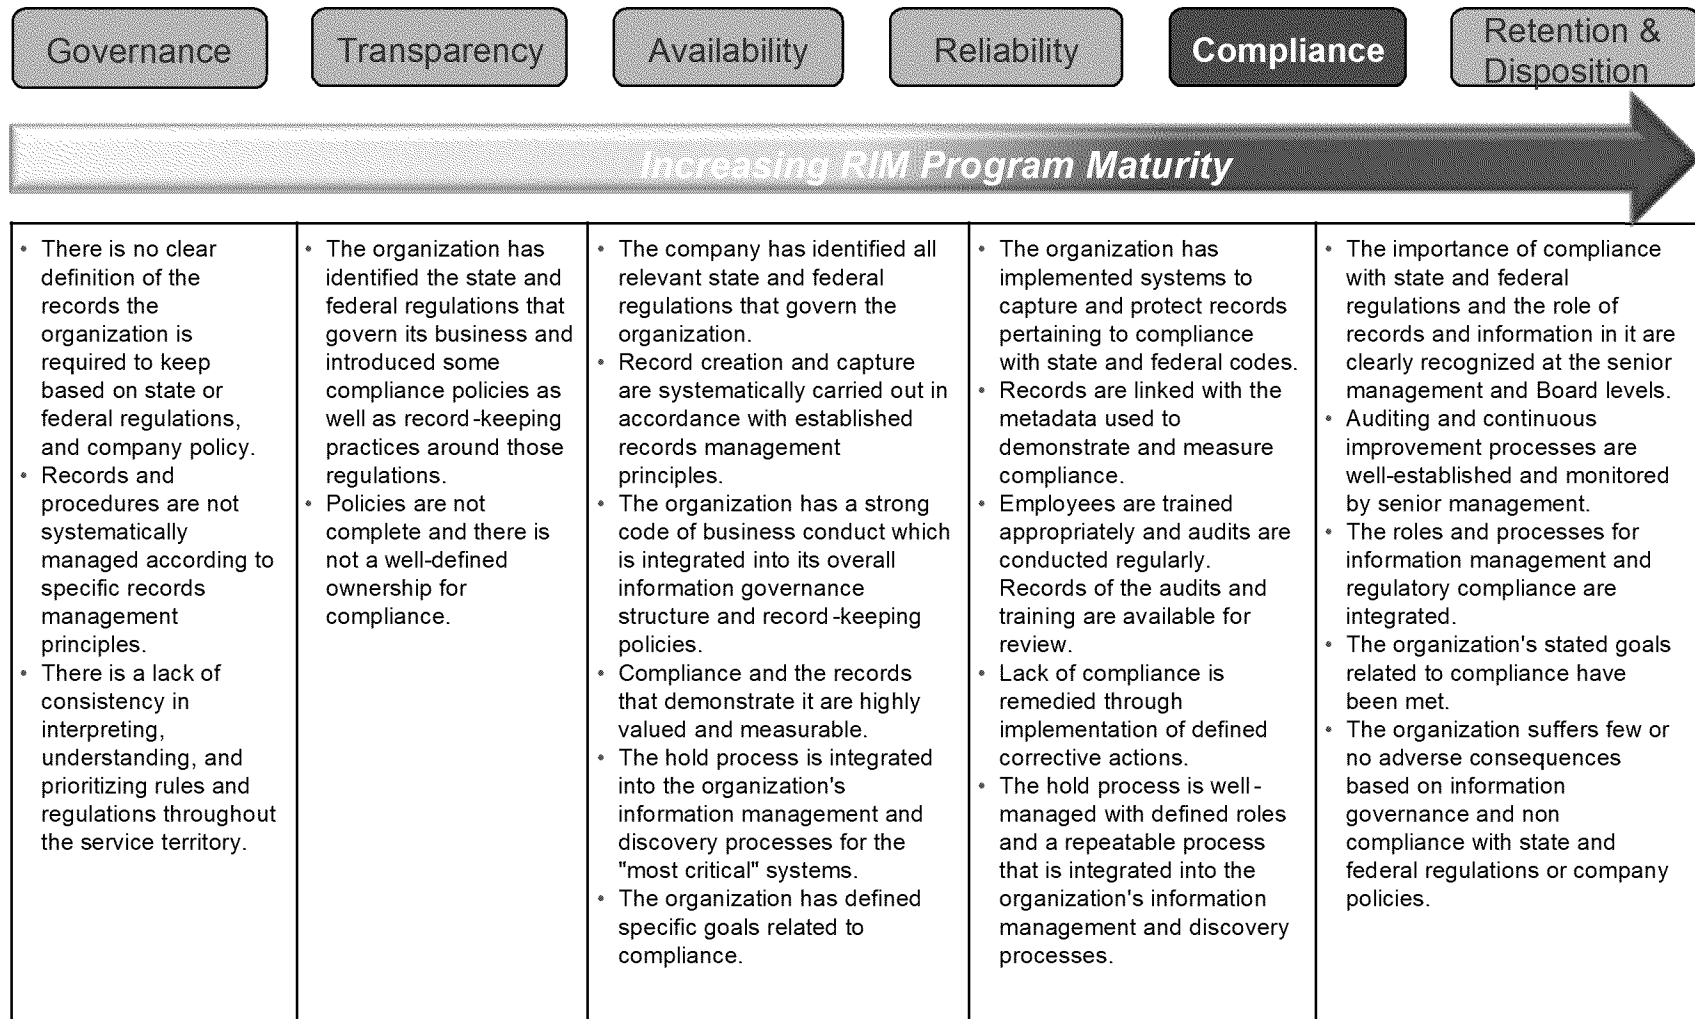 Governance
Transparency
Availability
Reliability
Compliance
Retention &
Disposition
Increasing RIM Program Maturity
• There is no clear
definition of the
records the
organization is
required to keep
based on state or
federal regulations,
and company policy.
• Records and
procedures are not
systematically
managed according to
specific records
management
principles.
• There is a lack of
consistency in
interpreting,
understanding, and
prioritizing rules and
regulations throughout
the service territory.
• The organization has
identified the state and
federal regulations that
govern its business and
introduced some
compliance policies as
well as record-keeping
practices around those
regulations.
• Policies are not
complete and there is
not a well-defined
ownership for
compliance.
• The company has identified all
relevant state and federal
regulations that govern the
organization.
• Record creation and capture
are systematically carried out in
accordance with established
records management
principles.
• The organization has a strong
code of business conduct which
is integrated into its overall
information governance
structure and record-keeping
policies.
• Compliance and the records
that demonstrate it are highly
valued and measurable.
• The hold process is integrated
into the organization's
information management and
discovery processes for the
"most critical" systems.
• The organization has defined
specific goals related to
compliance.
• The organization has
implemented systems to
capture and protect records
pertaining to compliance
with state and federal codes.
• Records are linked with the
metadata used to
demonstrate and measure
compliance.
• Employees are trained
appropriately and audits are
conducted regularly.
Records of the audits and
training are available for
review.
• Lack of compliance is
remedied through
implementation of defined
corrective actions.
• The hold process is well-
managed with defined roles
and a repeatable process
that is integrated into the
organization's information
management and discovery
processes.
• The importance of compliance
with state and federal
regulations and the role of
records and information in it are
clearly recognized at the senior
management and Board levels.
• Auditing and continuous
improvement processes are
well-established and monitored
by senior management.
• The roles and processes for
information management and
regulatory compliance are
integrated.
• The organization's stated goals
related to compliance have
been met.
• The organization suffers few or
no adverse consequences
based on information
governance and non
compliance with state and
federal regulations or company
policies.